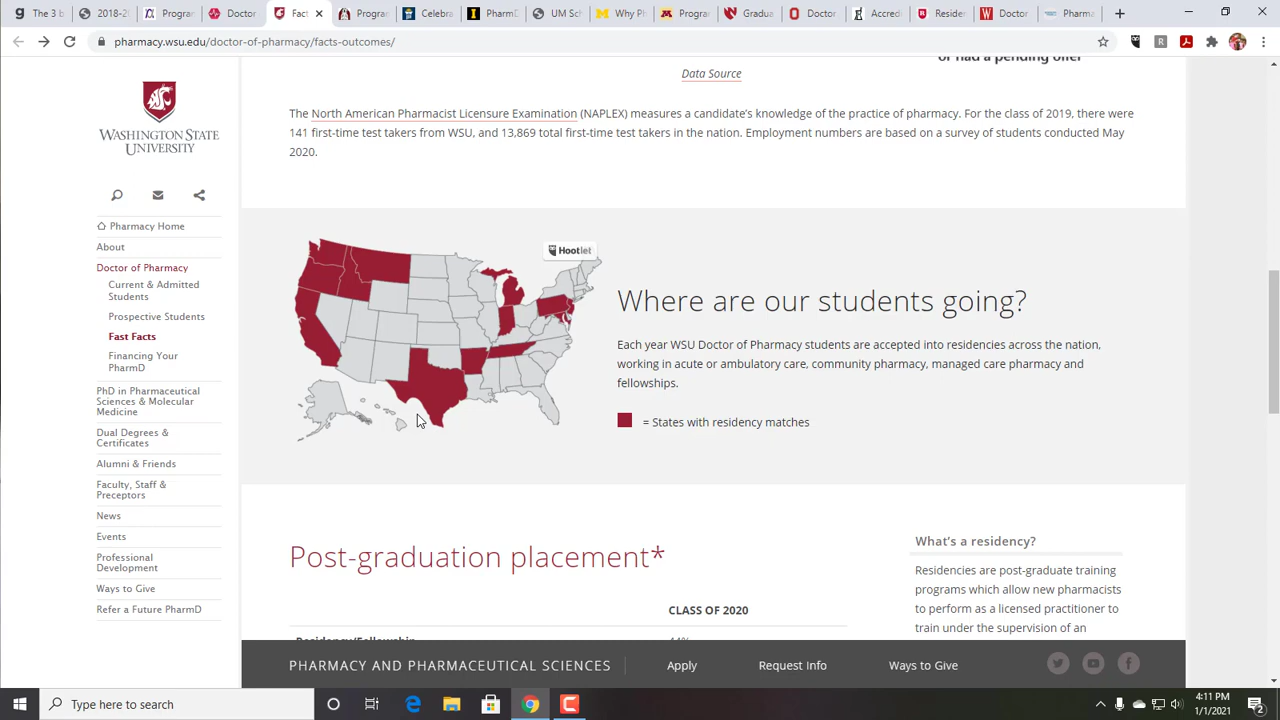 The 3 b
2018-2
Progran
Doctor
Fact
Progran
Celebra
PharmD
UM Sch
Why Ph
Progran
Gradua
Doctor
Accred
Resider
Doctor
Pharma
pharmacy.wsu.edu/doctor-of-pharmacy/facts-outcomes/
WASHINGTON STATE
UNIVERSITY
Pharmacy Home
About
Doctor of Pharmacy
Current & Admitted
Students
Prospective Students
Fast Facts
Financing Your
PharmD
PhD in Pharmaceutical
Sciences & Molecular
Medicine
Dual Degrees &
Certificates
Alumni & Friends
Faculty, Staff &
Preceptors
News
Events
Professional
Development
Ways to Give
Refer a Future PharmD
or had a pending offer
Data Source
The North American Pharmacist Licensure Examination (NAPLEX) measures a candidate's knowledge of the practice of pharmacy. For the class of 2019, there were
141 first-time test takers from WSU, and 13,869 total first-time test takers in the nation. Employment numbers are based on a survey of students conducted May
2020.
Hootlet
Where are our students going?
Each year WSU Doctor of Pharmacy students are accepted into residencies across the nation,
working in acute or ambulatory care, community pharmacy, managed care pharmacy and
fellowships.
= States with residency matches
Post-graduation placement*
CLASS OF 2020
Residency/Fellowship 44%
What's a residency?
Residencies are post-graduate training
programs which allow new pharmacists
to perform as a licensed practitioner to
train under the supervision of an
PHARMACY AND PHARMACEUTICAL SCIENCES
Apply
Request Info
Ways to Give
Type here to search
4:11 PM
1/1/2021
2